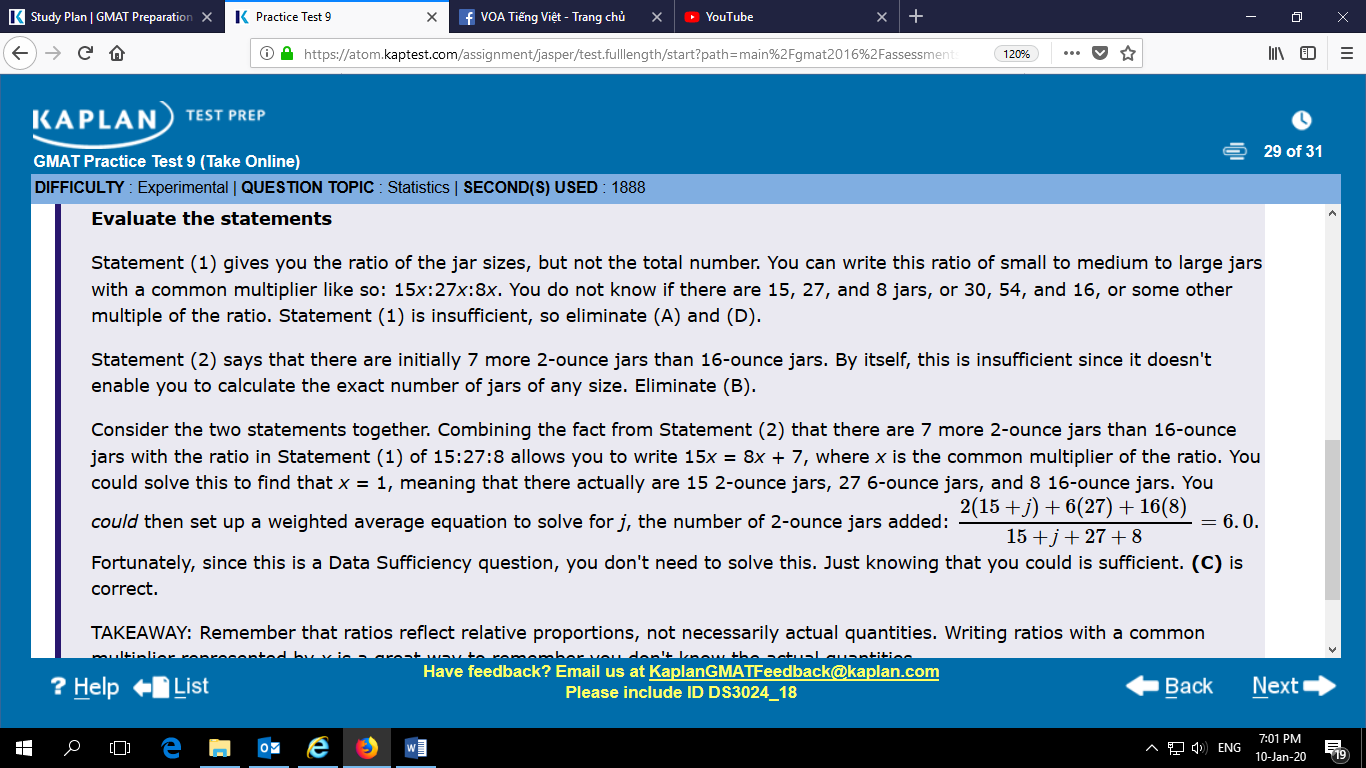 Study Plan | GMAT Preparation
Practice Test 9
VOA Tiếng Việt - Trang chủ
YouTube
https://atom.kaptest.com/assignment/jasper/test.fulllength/start?path=main%2Fgmat2016%2Fassessment
120%
KAPLAN TEST PREP
GMAT Practice Test 9 (Take Online)
29 of 31
DIFFICULTY : Experimental | QUESTION TOPIC : Statistics | SECOND(S) USED : 1888
Evaluate the statements
Statement (1) gives you the ratio of the jar sizes, but not the total number. You can write this ratio of small to medium to large jars
with a common multiplier like so: 15x:27x:8x. You do not know if there are 15, 27, and 8 jars, or 30, 54, and 16, or some other
multiple of the ratio. Statement (1) is insufficient, so eliminate (A) and (D).
Statement (2) says that there are initially 7 more 2-ounce jars than 16-ounce jars. By itself, this is insufficient since it doesn't
enable you to calculate the exact number of jars of any size. Eliminate (B).
Consider the two statements together. Combining the fact from Statement (2) that there are 7 more 2-ounce jars than 16-ounce
jars with the ratio in Statement (1) of 15:27:8 allows you to write 15x = 8x + 7, where x is the common multiplier of the ratio. You
could solve this to find that x = 1, meaning that there actually are 15 2-ounce jars, 27 6-ounce jars, and 8 16-ounce jars. You
could then set up a weighted average equation to solve for j, the number of 2-ounce jars added: 2(15 + j) + 6(27) + 16(8) / 15 + j + 27 + 8 = 6.0.
Fortunately, since this is a Data Sufficiency question, you don't need to solve this. Just knowing that you could is sufficient. (C) is
correct.
TAKEAWAY: Remember that ratios reflect relative proportions, not necessarily actual quantities. Writing ratios with a common
multiplier represented by x is a great way to remember you don't know the actual quantities.
Have feedback? Email us at KaplanGMATFeedback@kaplan.com
Please include ID DS3024_18
? Help
List
Back
Next
ENG
7:01 PM
10-Jan-20
19